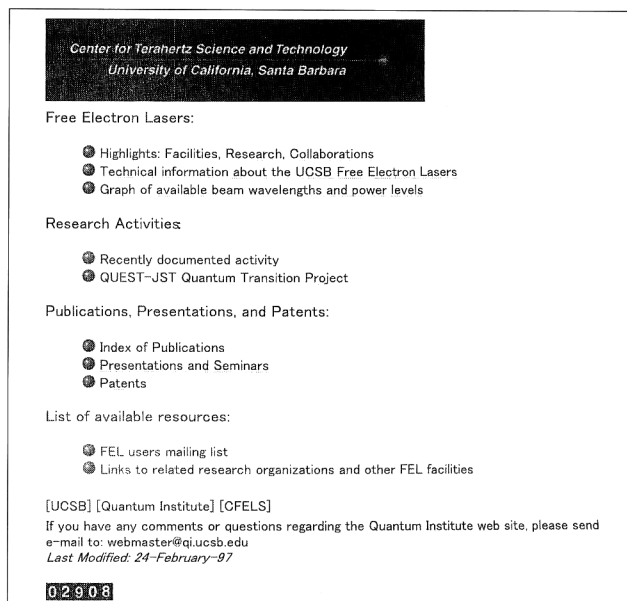 Center for Terahertz Science and Technology
University of California, Santa Barbara
Free Electron Lasers:
Highlights: Facilities, Research, Collaborations
Technical information about the UCSB Free Electron Lasers
Graph of available beam wavelengths and power levels
Research Activities:
Recently documented activity
QUEST-JST Quantum Transition Project
Publications, Presentations, and Patents:
Index of Publications
Presentations and Seminars
Patents
List of available resources:
FEL users mailing list
Links to related research organizations and other FEL facilities
[UCSB] [Quantum Institute] [CFELS]
If you have any comments or questions regarding the Quantum Institute web site, please send
e-mail to: webmaster@qi.ucsb.edu
Last Modified: 24-February-97
02908